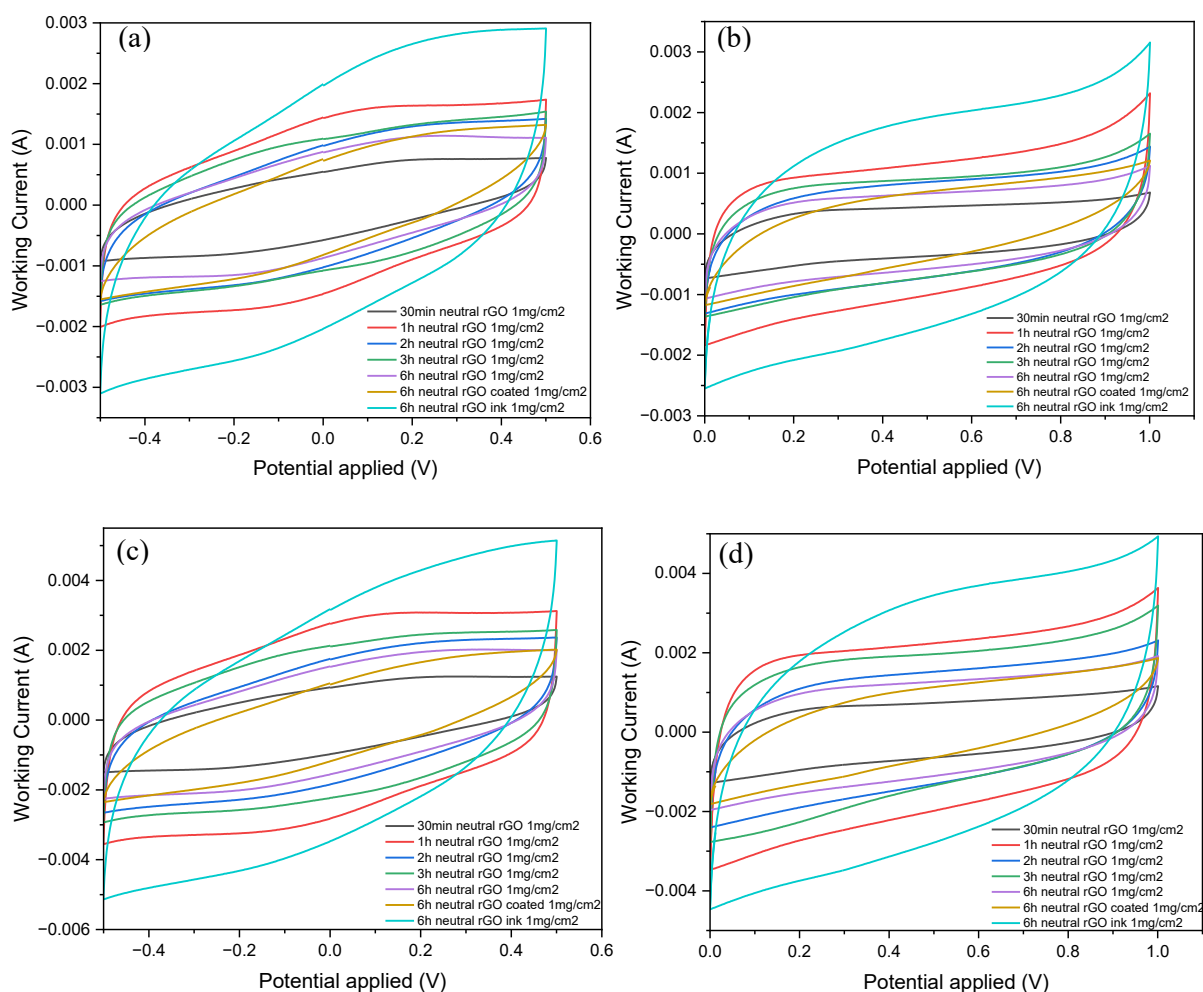 (a)
0.003
0.002
0.001
0.000
−0.001
−0.002
−0.003
Working Current (A)
30min neutral rGO 1mg/cm2
1h neutral rGO 1mg/cm2
2h neutral rGO 1mg/cm2
3h neutral rGO 1mg/cm2
6h neutral rGO 1mg/cm2
6h neutral rGO coated 1mg/cm2
6h neutral rGO ink 1mg/cm2
−0.4 −0.2 0.0 0.2 0.4 0.6
Potential applied (V)
(b)
0.003
0.002
0.001
0.000
−0.001
−0.002
−0.003
Working Current (A)
30min neutral rGO 1mg/cm2
1h neutral rGO 1mg/cm2
2h neutral rGO 1mg/cm2
3h neutral rGO 1mg/cm2
6h neutral rGO 1mg/cm2
6h neutral rGO coated 1mg/cm2
6h neutral rGO ink 1mg/cm2
0.0 0.2 0.4 0.6 0.8 1.0
Potential applied (V)
(c)
0.004
0.002
0.000
−0.002
−0.004
−0.006
Working Current (A)
30min neutral rGO 1mg/cm2
1h neutral rGO 1mg/cm2
2h neutral rGO 1mg/cm2
3h neutral rGO 1mg/cm2
6h neutral rGO 1mg/cm2
6h neutral rGO coated 1mg/cm2
6h neutral rGO ink 1mg/cm2
−0.4 −0.2 0.0 0.2 0.4 0.6
Potential applied (V)
(d)
0.004
0.002
0.000
−0.002
−0.004
Working Current (A)
30min neutral rGO 1mg/cm2
1h neutral rGO 1mg/cm2
2h neutral rGO 1mg/cm2
3h neutral rGO 1mg/cm2
6h neutral rGO 1mg/cm2
6h neutral rGO coated 1mg/cm2
6h neutral rGO ink 1mg/cm2
0.0 0.2 0.4 0.6 0.8 1.0
Potential applied (V)